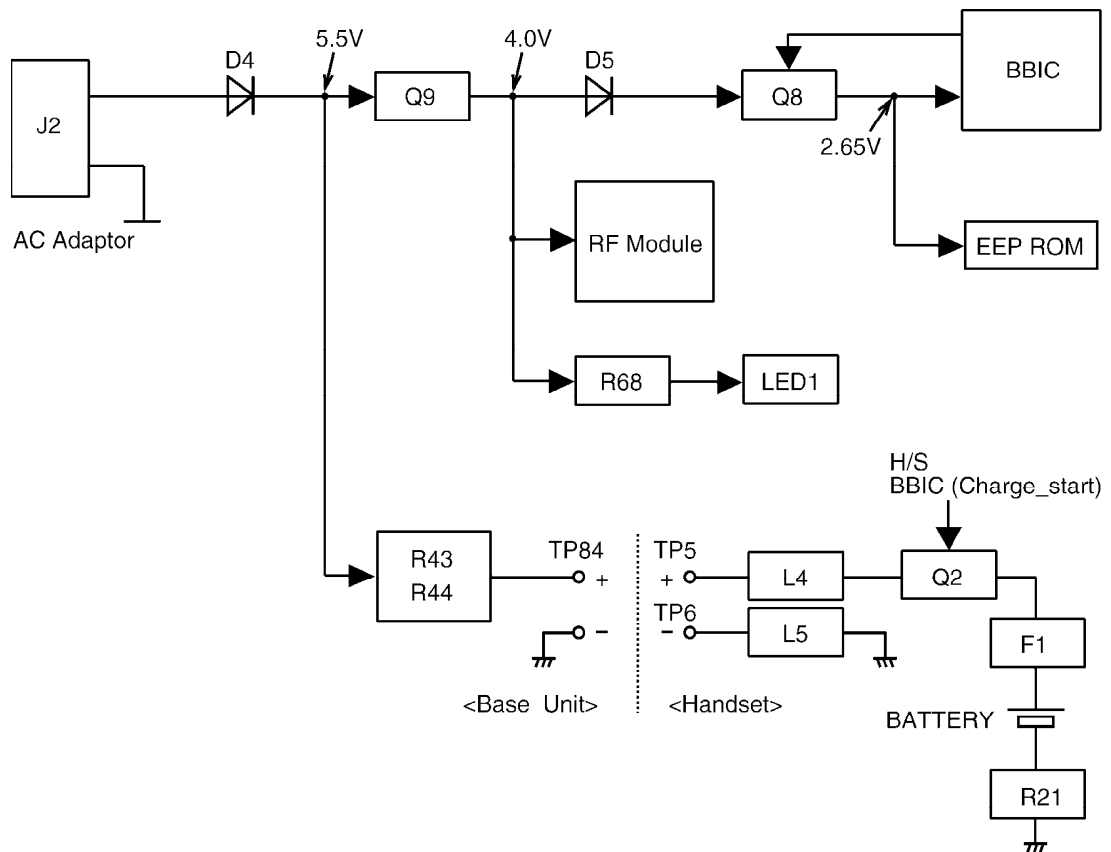 5.5V
4.0V
D4
D5
BBIC
J2
Q9
Q8
2.65V
AC Adaptor
RF Module
EEP ROM
R68
LED1
H/S
BBIC (Charge_start)
R43
R44
TP84
+
TP5
+
L4
Q2
TP6
−
−
L5
F1
<Base Unit>
<Handset>
BATTERY
R21